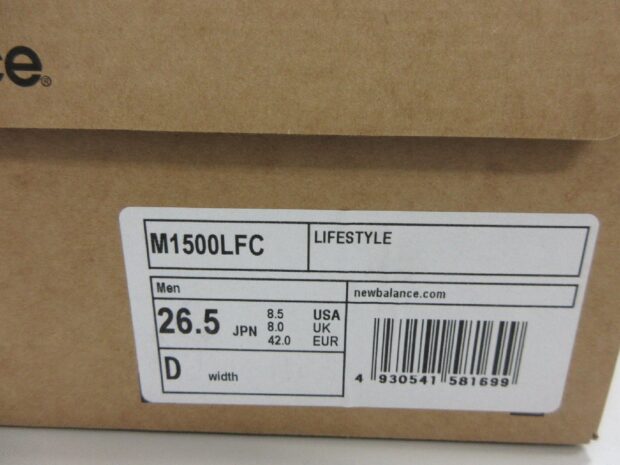 ce®
M1500LFC LIFESTYLE
Men newbalance.com
26.5 JPN 8.5 USA
8.0 UK
42.0 EUR
D width
4 930541 581699